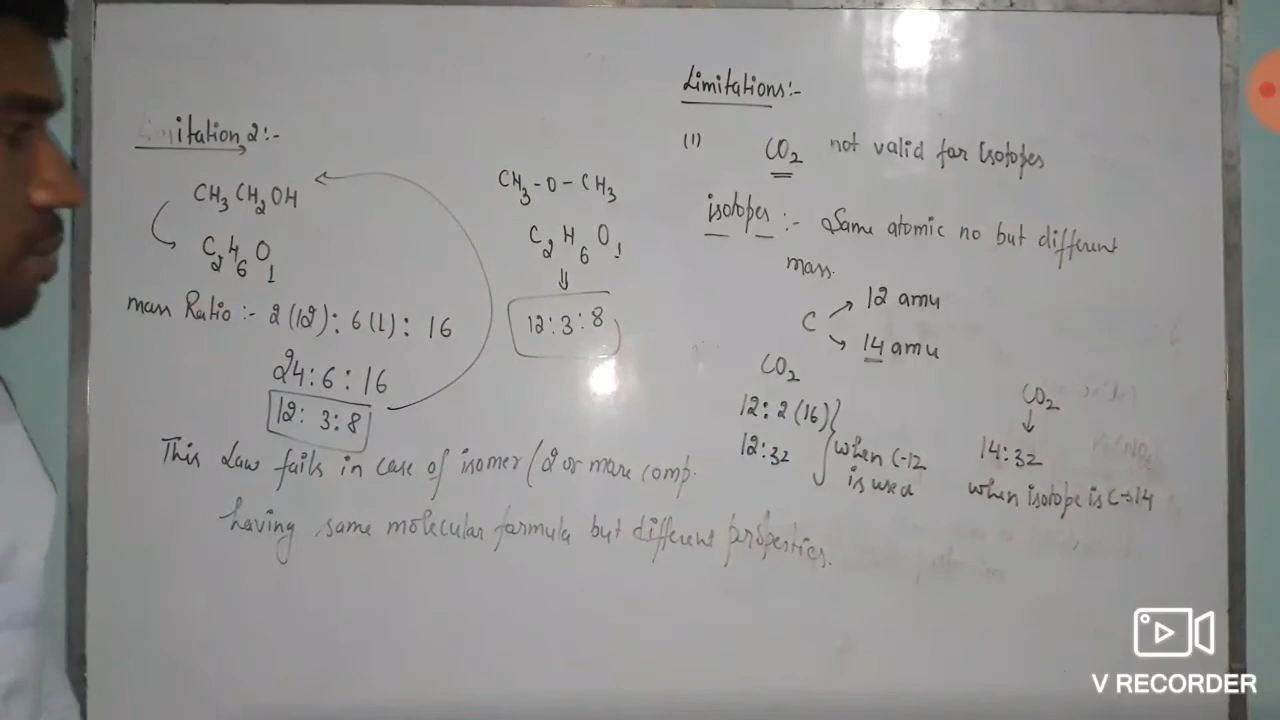 Limitations:-
(1) CO2 not valid for Isotopes
isotopes :- Same atomic no but different
mass.
C → 12 amu
→ 14 amu
CO2
12: 2(16)
12:32
when C-12
is used
CO2
↓
14:32
when isotope is C→14
Limitation 2:-
CH3 CH2 OH
C2 H6 O1
mass Ratio :- 2(12): 6(1): 16
24:6:16
12: 3:8
CH3-O-CH3
C2 H6 O1
⇓
12:3:8
This Law fails in case of isomer (2 or more comp.
having same molecular formula but different properties.
V RECORDER